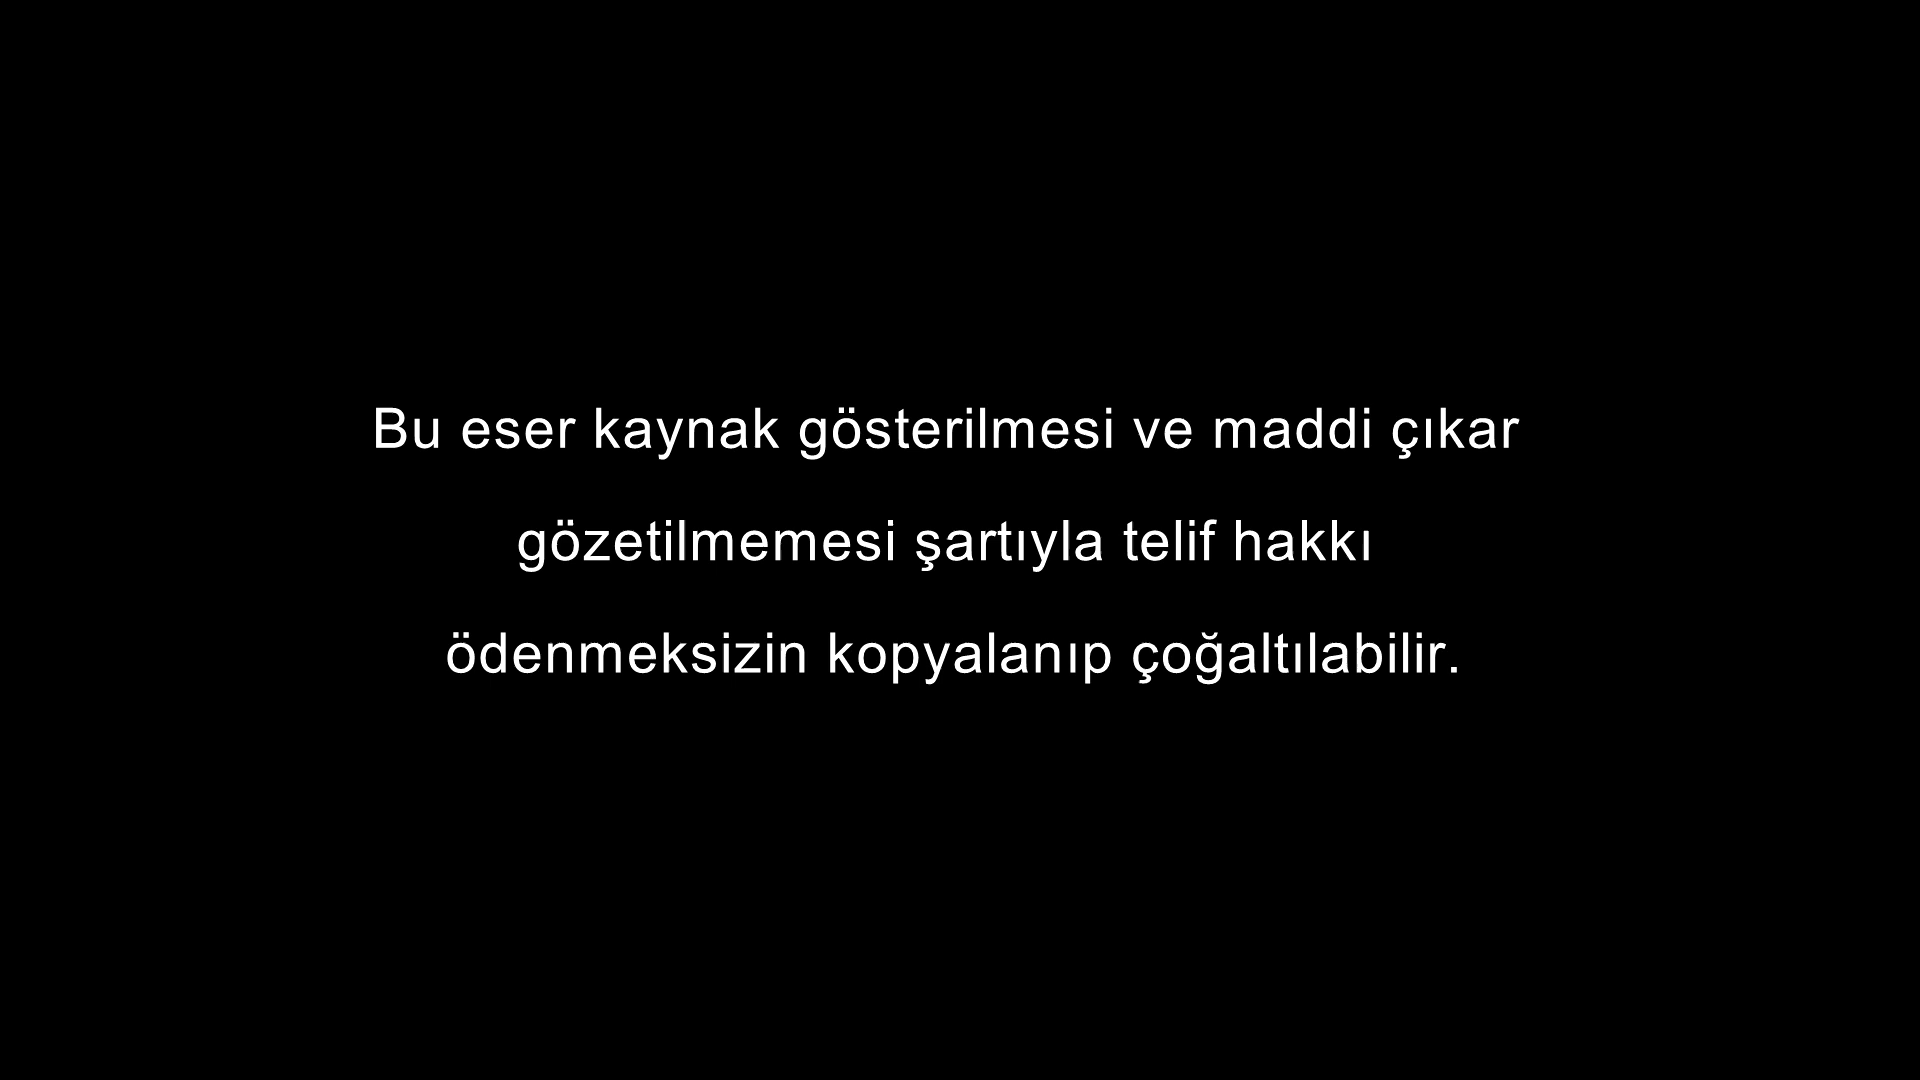 Bu eser kaynak gösterilmesi ve maddi çıkar
gözetilmemesi şartıyla telif hakkı
ödenmeksizin kopyalanıp çoğaltılabilir.